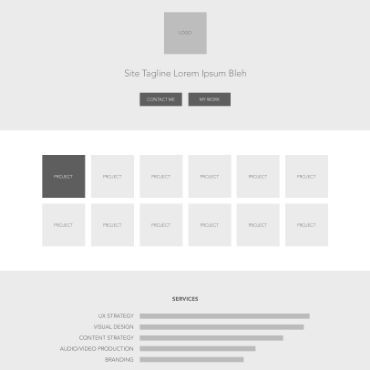 LOGO
Site Tagline Lorem Ipsum Bleh
CONTACT ME MY WORK
PROJECT PROJECT PROJECT PROJECT PROJECT PROJECT
PROJECT PROJECT PROJECT PROJECT PROJECT PROJECT
SERVICES
UX STRATEGY
VISUAL DESIGN
CONTENT STRATEGY
AUDIO/VIDEO PRODUCTION
BRANDING